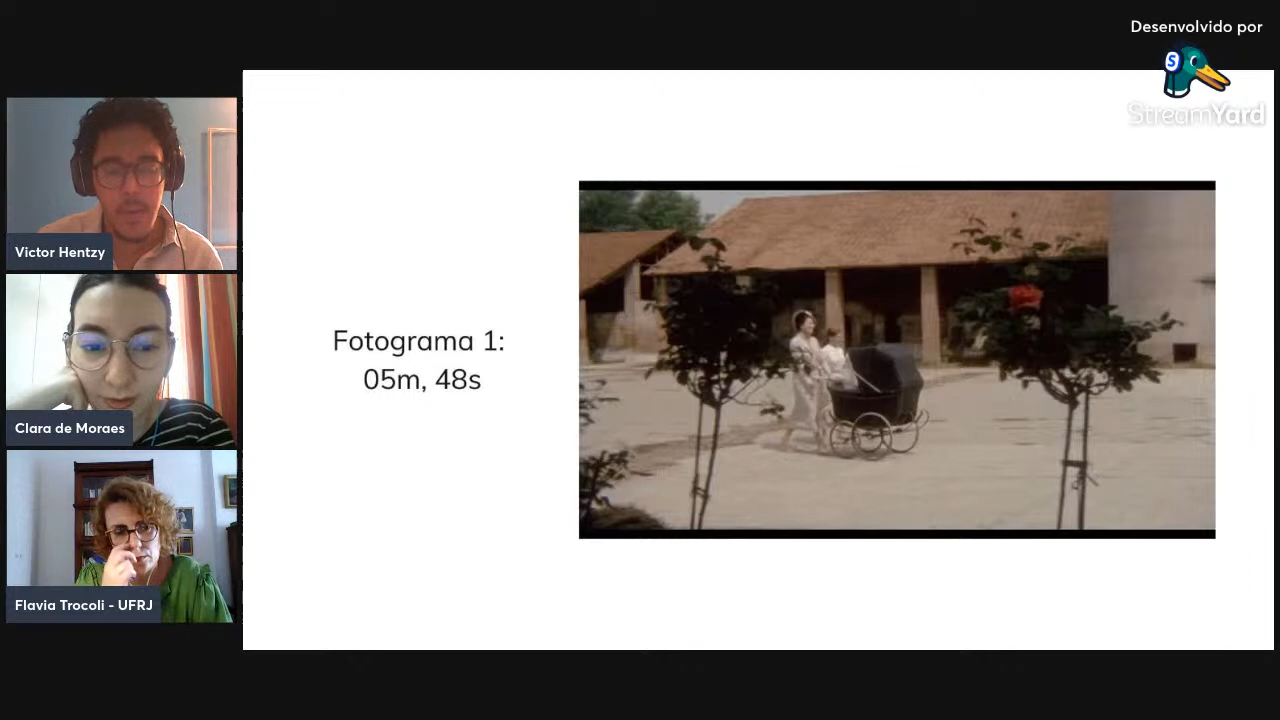 Desenvolvido por
S
StreamYard
Victor Hentzy
Clara de Moraes
Flavia Trocoli - UFRJ
Fotograma 1:
05m, 48s